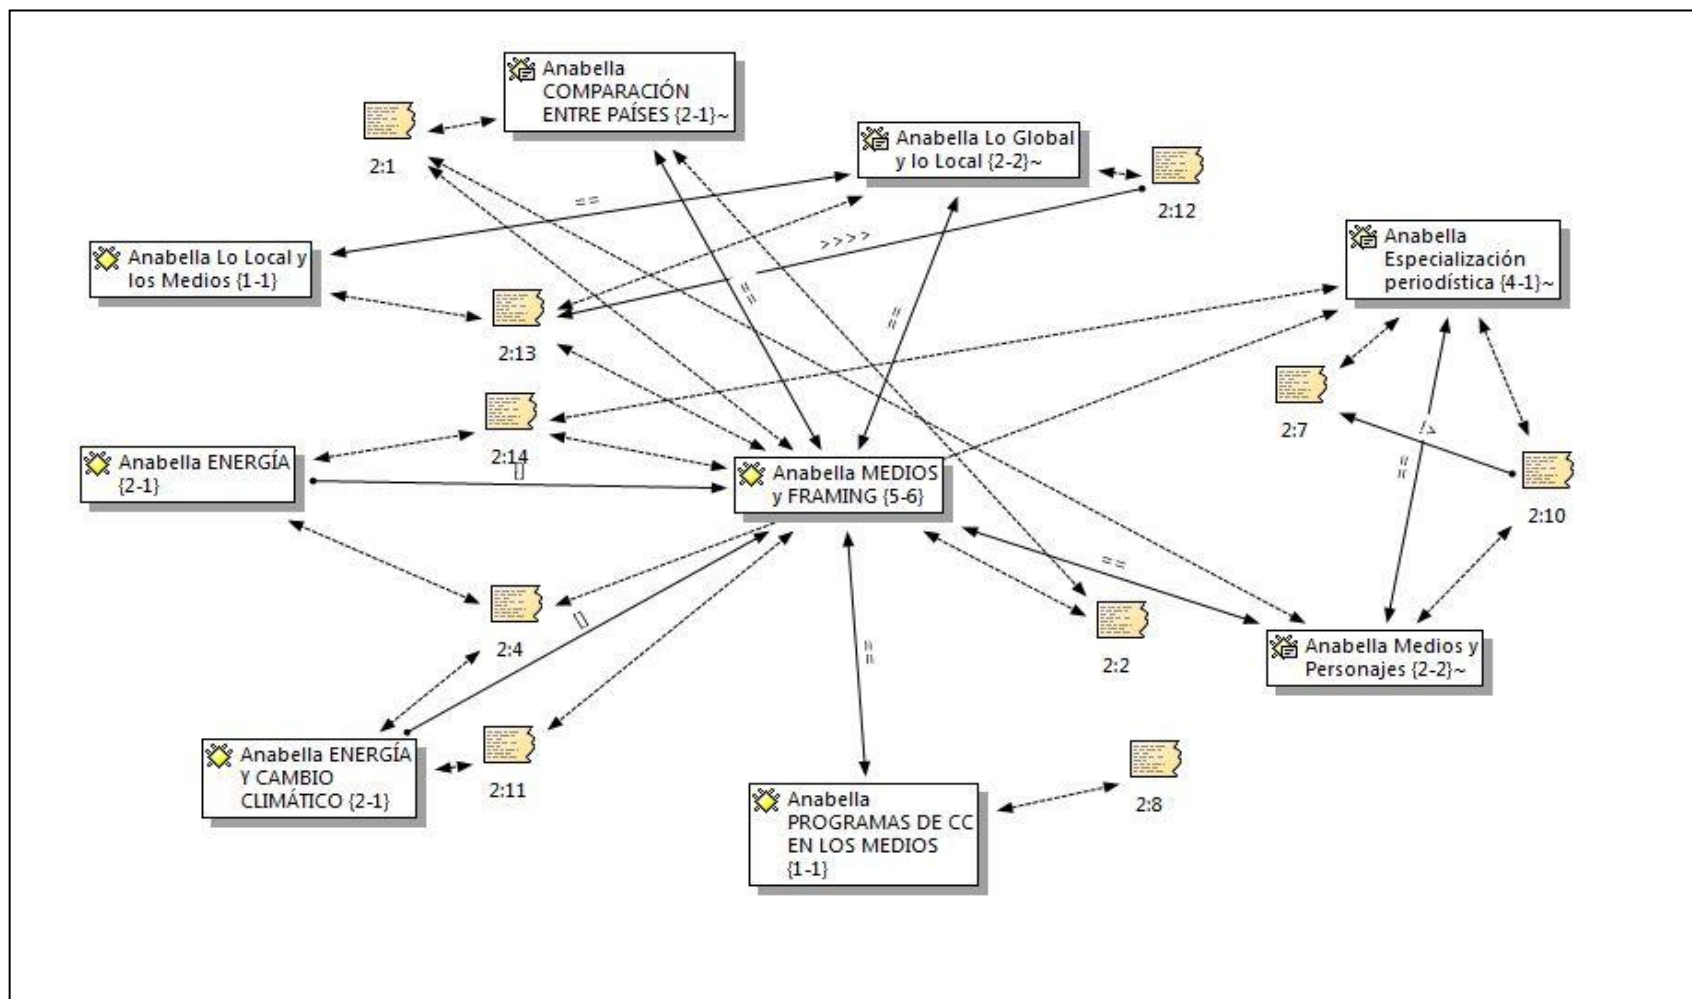 Anabella
COMPARACIÓN
ENTRE PAÍSES {2-1}~
2:1
Anabella Lo Global
y lo Local {2-2}~
2:12
==
>>>>
Anabella
Especialización
periodística {4-1}~
Anabella Lo Local y
los Medios {1-1}
==
==
2:13
2:7
!>
2:14
[]
Anabella ENERGÍA
{2-1}
Anabella MEDIOS
y FRAMING {5-6}
==
2:10
==
2:4
[]
2:2
==
Anabella Medios y
Personajes {2-2}~
Anabella ENERGÍA
Y CAMBIO
CLIMÁTICO {2-1}
2:11
Anabella
PROGRAMAS DE CC
EN LOS MEDIOS
{1-1}
2:8